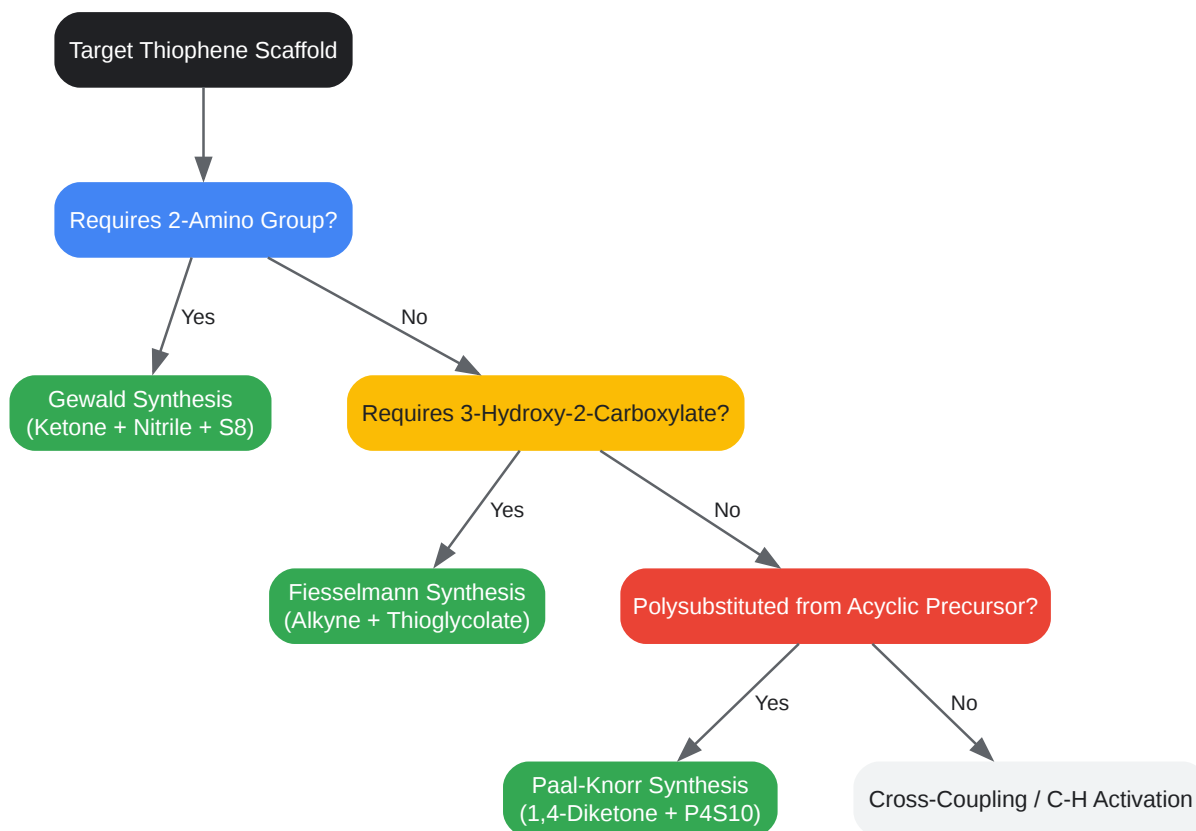 Target Thiophene Scaffold
Requires 2-Amino Group?
Yes
No
Gewald Synthesis
(Ketone + Nitrile + S8)
Requires 3-Hydroxy-2-Carboxylate?
Yes
No
Fiesselmann Synthesis
(Alkyne + Thioglycolate)
Polysubstituted from Acyclic Precursor?
Yes
No
Paal-Knorr Synthesis
(1,4-Diketone + P4S10)
Cross-Coupling / C-H Activation